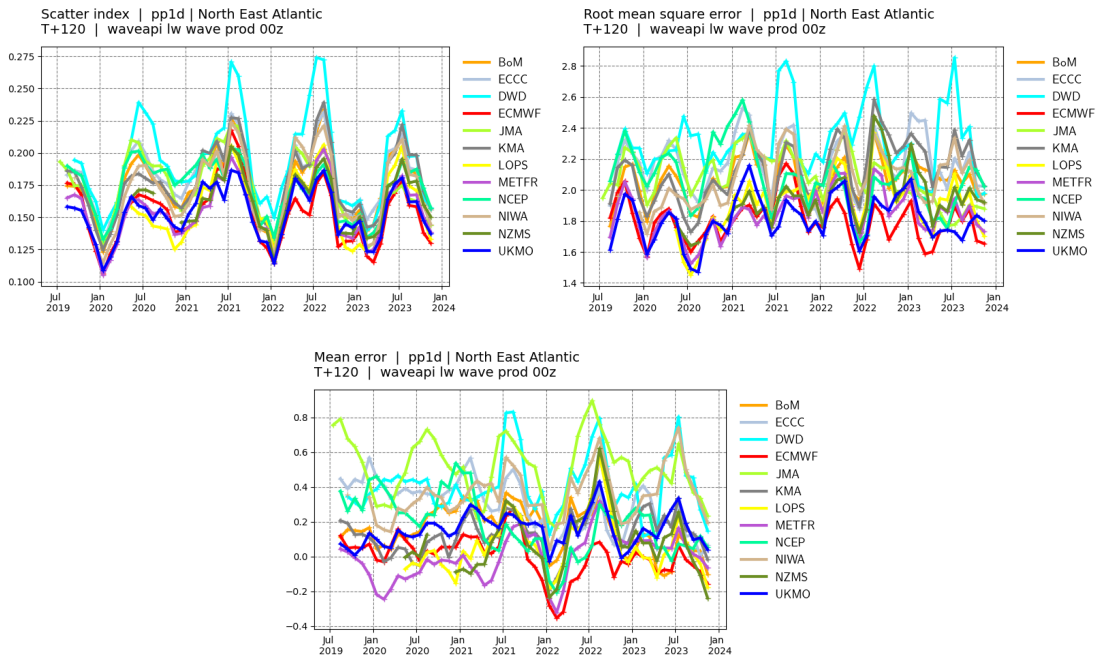 Scatter index | pp1d | North East Atlantic
T+120 | waveapi lw wave prod 00z
0.275
0.250
0.225
0.200
0.175
0.150
0.125
0.100
Jul 2019
Jan 2020
Jul 2020
Jan 2021
Jul 2021
Jan 2022
Jul 2022
Jan 2023
Jul 2023
Jan 2024
BoM
ECCC
DWD
ECMWF
JMA
KMA
LOPS
METFR
NCEP
NIWA
NZMS
UKMO
Root mean square error | pp1d | North East Atlantic
T+120 | waveapi lw wave prod 00z
2.8
2.6
2.4
2.2
2.0
1.8
1.6
1.4
Jul 2019
Jan 2020
Jul 2020
Jan 2021
Jul 2021
Jan 2022
Jul 2022
Jan 2023
Jul 2023
Jan 2024
BoM
ECCC
DWD
ECMWF
JMA
KMA
LOPS
METFR
NCEP
NIWA
NZMS
UKMO
Mean error | pp1d | North East Atlantic
T+120 | waveapi lw wave prod 00z
0.8
0.6
0.4
0.2
0.0
−0.2
−0.4
Jul 2019
Jan 2020
Jul 2020
Jan 2021
Jul 2021
Jan 2022
Jul 2022
Jan 2023
Jul 2023
Jan 2024
BoM
ECCC
DWD
ECMWF
JMA
KMA
LOPS
METFR
NCEP
NIWA
NZMS
UKMO